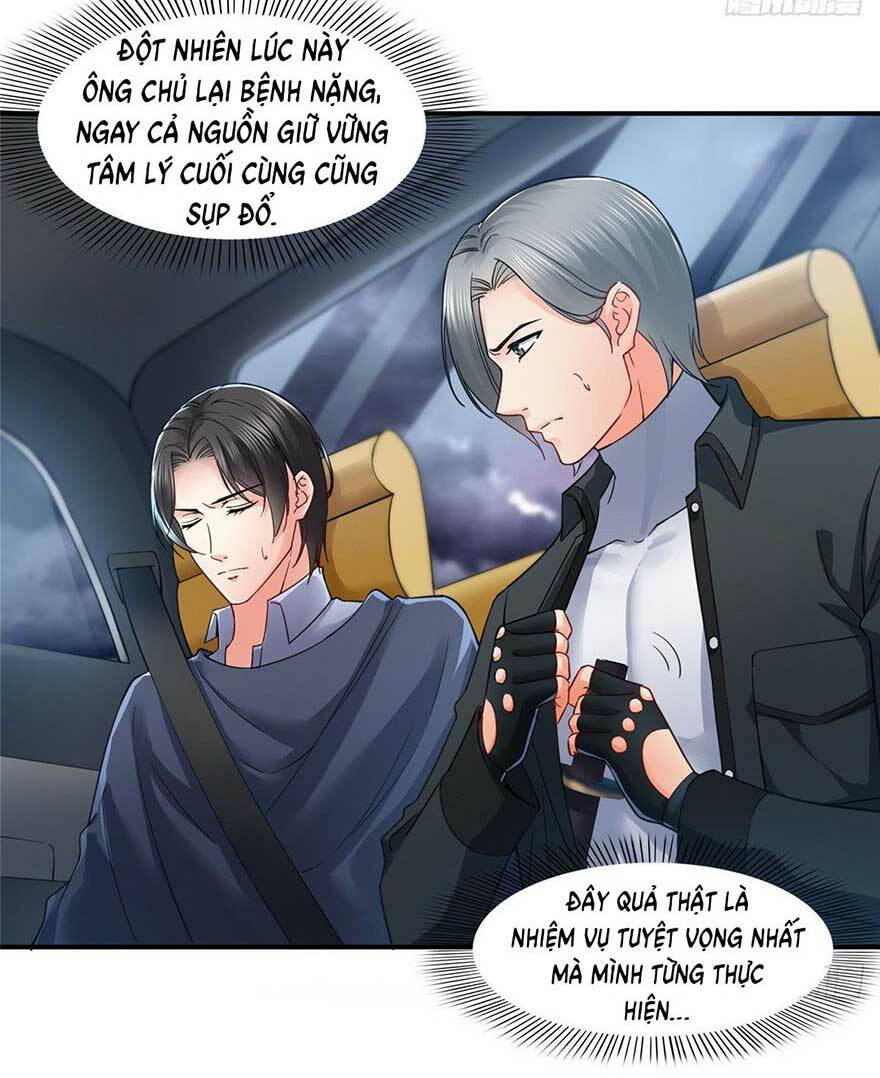 ĐỘT NHIÊN LÚC NÀY
ÔNG CHỦ LẠI BỆNH NẶNG,
NGAY CẢ NGUỒN GIỮ VỮNG
TÂM LÝ CUỐI CÙNG CŨNG
SỤP ĐỔ.
ĐÂY QUẢ THẬT LÀ
NHIỆM VỤ TUYỆT VỌNG NHẤT
MÀ MÌNH TỪNG THỰC
HIỆN...